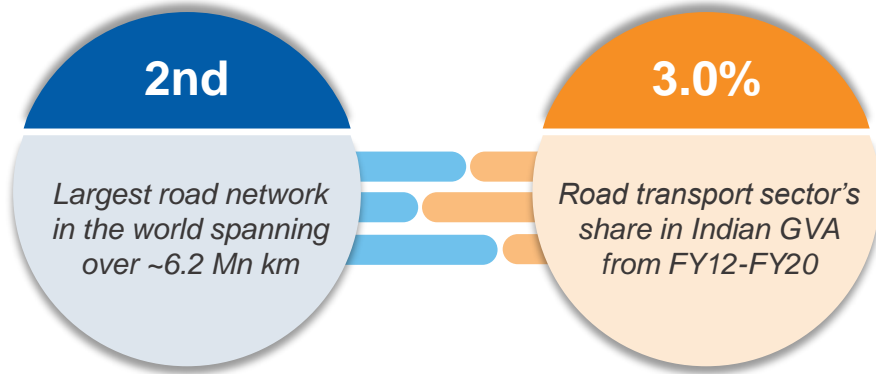 2nd
Largest road network
in the world spanning
over ~6.2 Mn km
3.0%
Road transport sector’s
share in Indian GVA
from FY12-FY20